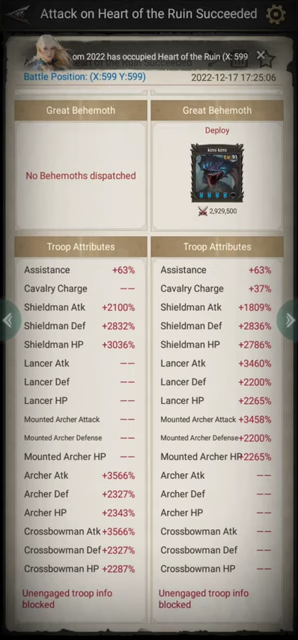 Attack on Heart of the Ruin Succeeded
om 2022 has occupied Heart of the Ruin (X: 599
Battle Position: (X:599 Y:599) 2022-12-17 17:25:06
Great Behemoth Great Behemoth
Deploy
No Behemoths dispatched
2,929,500
Troop Attributes Troop Attributes
Assistance +63% Assistance +63%
Cavalry Charge -- Cavalry Charge +37%
Shieldman Atk +2100% Shieldman Atk +1809%
Shieldman Def +2832% Shieldman Def +2836%
Shieldman HP +3036% Shieldman HP +2786%
Lancer Atk -- Lancer Atk +3460%
Lancer Def -- Lancer Def +2200%
Lancer HP -- Lancer HP +2265%
Mounted Archer Attack -- Mounted Archer Attack +3458%
Mounted Archer Defense -- Mounted Archer Defense +2200%
Mounted Archer HP -- Mounted Archer HP +2265%
Archer Atk +3566% Archer Atk --
Archer Def +2327% Archer Def --
Archer HP +2343% Archer HP --
Crossbowman Atk +3566% Crossbowman Atk --
Crossbowman Def +2327% Crossbowman Def --
Crossbowman HP +2287% Crossbowman HP --
Unengaged troop info Unengaged troop info
blocked blocked